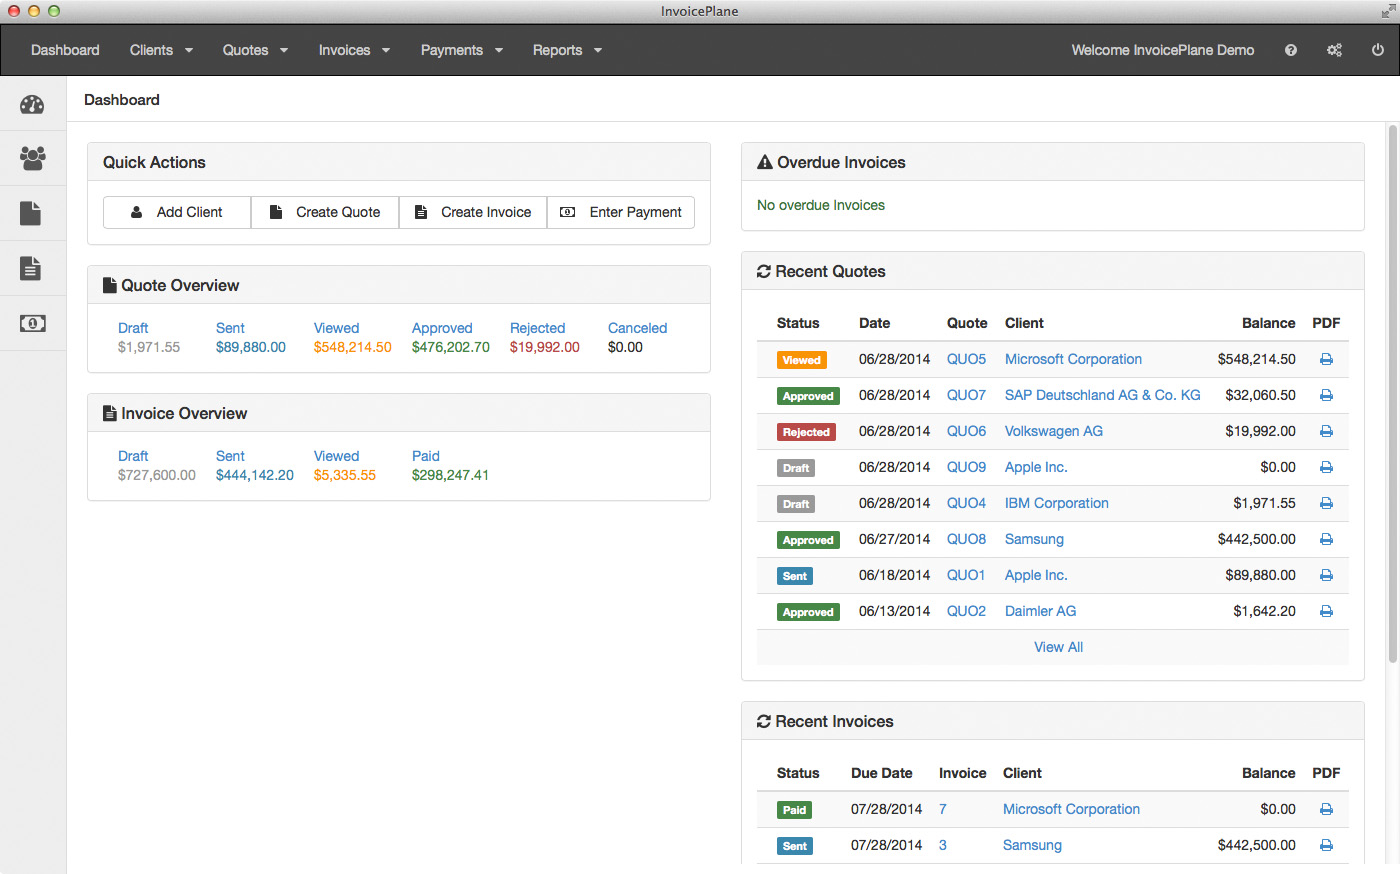 InvoicePlane
Dashboard Clients Quotes Invoices Payments Reports Welcome InvoicePlane Demo
Dashboard
Quick Actions
Add Client Create Quote Create Invoice Enter Payment
Quote Overview
Draft Sent Viewed Approved Rejected Canceled
$1,971.55 $89,880.00 $548,214.50 $476,202.70 $19,992.00 $0.00
Invoice Overview
Draft Sent Viewed Paid
$727,600.00 $444,142.20 $5,335.55 $298,247.41
Overdue Invoices
No overdue Invoices
Recent Quotes
Status Date Quote Client Balance PDF
Viewed 06/28/2014 QUO5 Microsoft Corporation $548,214.50
Approved 06/28/2014 QUO7 SAP Deutschland AG & Co. KG $32,060.50
Rejected 06/28/2014 QUO6 Volkswagen AG $19,992.00
Draft 06/28/2014 QUO9 Apple Inc. $0.00
Draft 06/28/2014 QUO4 IBM Corporation $1,971.55
Approved 06/27/2014 QUO8 Samsung $442,500.00
Sent 06/18/2014 QUO1 Apple Inc. $89,880.00
Approved 06/13/2014 QUO2 Daimler AG $1,642.20
View All
Recent Invoices
Status Due Date Invoice Client Balance PDF
Paid 07/28/2014 7 Microsoft Corporation $0.00
Sent 07/28/2014 3 Samsung $442,500.00